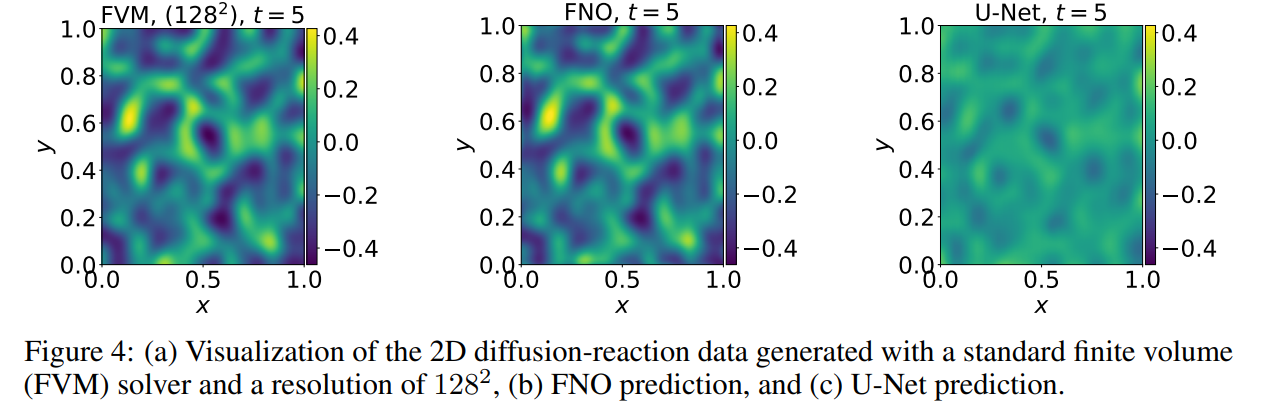 FVM, (128²), t = 5
1.0
0.8
0.6
0.4
0.2
0.0
y
0.0 0.5 1.0
x
0.4
0.2
0.0
−0.2
−0.4
FNO, t = 5
1.0
0.8
0.6
0.4
0.2
0.0
y
0.0 0.5 1.0
x
0.4
0.2
0.0
−0.2
−0.4
U-Net, t = 5
1.0
0.8
0.6
0.4
0.2
0.0
y
0.0 0.5 1.0
x
0.4
0.2
0.0
−0.2
−0.4
Figure 4: (a) Visualization of the 2D diffusion-reaction data generated with a standard finite volume
(FVM) solver and a resolution of 128², (b) FNO prediction, and (c) U-Net prediction.